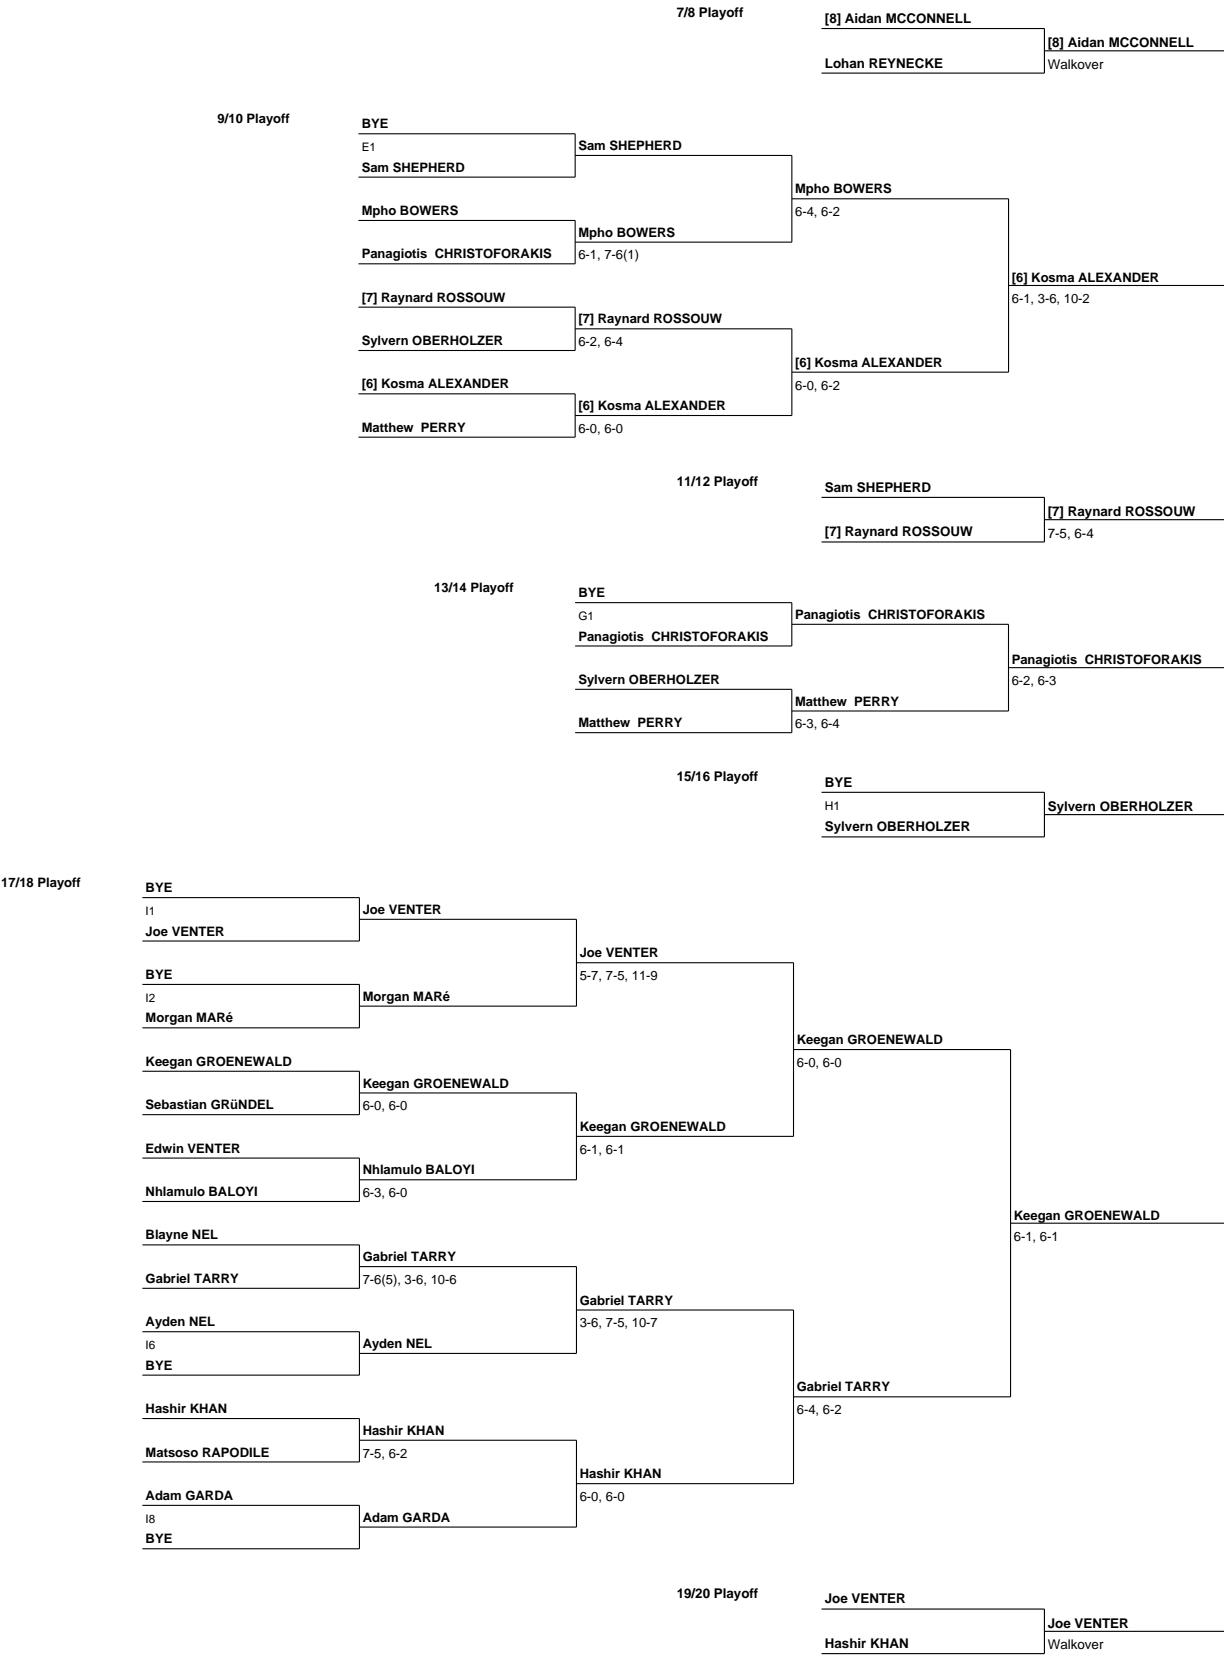 7/8 Playoff
[8] Aidan MCCONNELL
[8] Aidan MCCONNELL
Lohan REYNECKE
Walkover
9/10 Playoff
BYE
E1
Sam SHEPHERD
Sam SHEPHERD
Mpho BOWERS
6-4, 6-2
Mpho BOWERS
Mpho BOWERS
Panagiotis  CHRISTOFORAKIS
6-1, 7-6(1)
[6] Kosma ALEXANDER
6-1, 3-6, 10-2
[7] Raynard ROSSOUW
[7] Raynard ROSSOUW
Sylvern OBERHOLZER
6-2, 6-4
[6] Kosma ALEXANDER
6-0, 6-2
[6] Kosma ALEXANDER
[6] Kosma ALEXANDER
Matthew  PERRY
6-0, 6-0
11/12 Playoff
Sam SHEPHERD
[7] Raynard ROSSOUW
[7] Raynard ROSSOUW
7-5, 6-4
13/14 Playoff
BYE
G1
Panagiotis  CHRISTOFORAKIS
Panagiotis  CHRISTOFORAKIS
Panagiotis  CHRISTOFORAKIS
6-2, 6-3
Sylvern OBERHOLZER
Matthew  PERRY
Matthew  PERRY
6-3, 6-4
15/16 Playoff
BYE
H1
Sylvern OBERHOLZER
Sylvern OBERHOLZER
17/18 Playoff
BYE
I1
Joe VENTER
Joe VENTER
Joe VENTER
5-7, 7-5, 11-9
BYE
I2
Morgan MARé
Morgan MARé
Keegan GROENEWALD
6-0, 6-0
Keegan GROENEWALD
Keegan GROENEWALD
Sebastian GRüNDEL
6-0, 6-0
Keegan GROENEWALD
6-1, 6-1
Edwin VENTER
Nhlamulo BALOYI
Nhlamulo BALOYI
6-3, 6-0
Keegan GROENEWALD
6-1, 6-1
Blayne NEL
Gabriel TARRY
Gabriel TARRY
7-6(5), 3-6, 10-6
Gabriel TARRY
3-6, 7-5, 10-7
Ayden NEL
I6
Ayden NEL
BYE
Gabriel TARRY
6-4, 6-2
Hashir KHAN
Hashir KHAN
Matsoso RAPODILE
7-5, 6-2
Hashir KHAN
6-0, 6-0
Adam GARDA
I8
Adam GARDA
BYE
19/20 Playoff
Joe VENTER
Joe VENTER
Hashir KHAN
Walkover